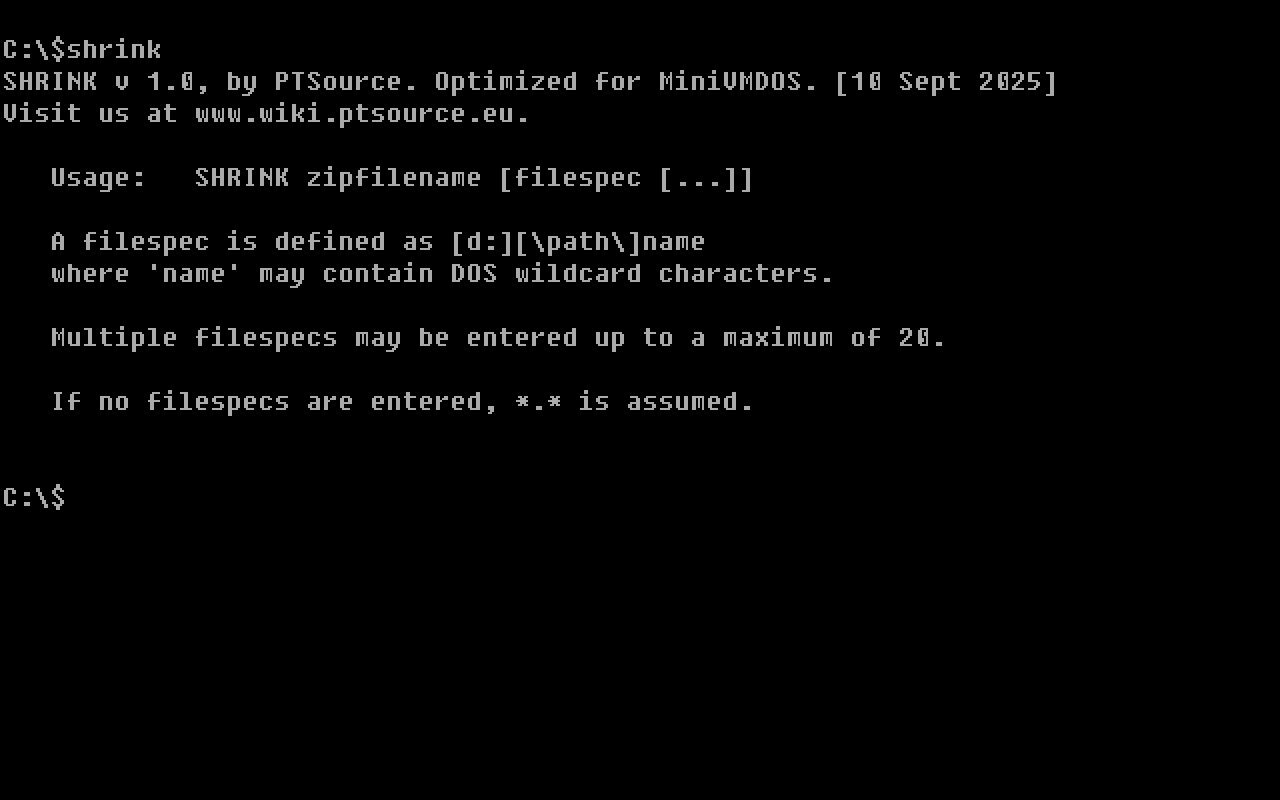 C:\$shrink
SHRINK v 1.0, by PTSource. Optimized for MiniVMDOS. [10 Sept 2025]
Visit us at www.wiki.ptsource.eu.
Usage:   SHRINK zipfilename [filespec [...]]
A filespec is defined as [d:][\path\]name
where 'name' may contain DOS wildcard characters.
Multiple filespecs may be entered up to a maximum of 20.
If no filespecs are entered, *.* is assumed.
C:\$